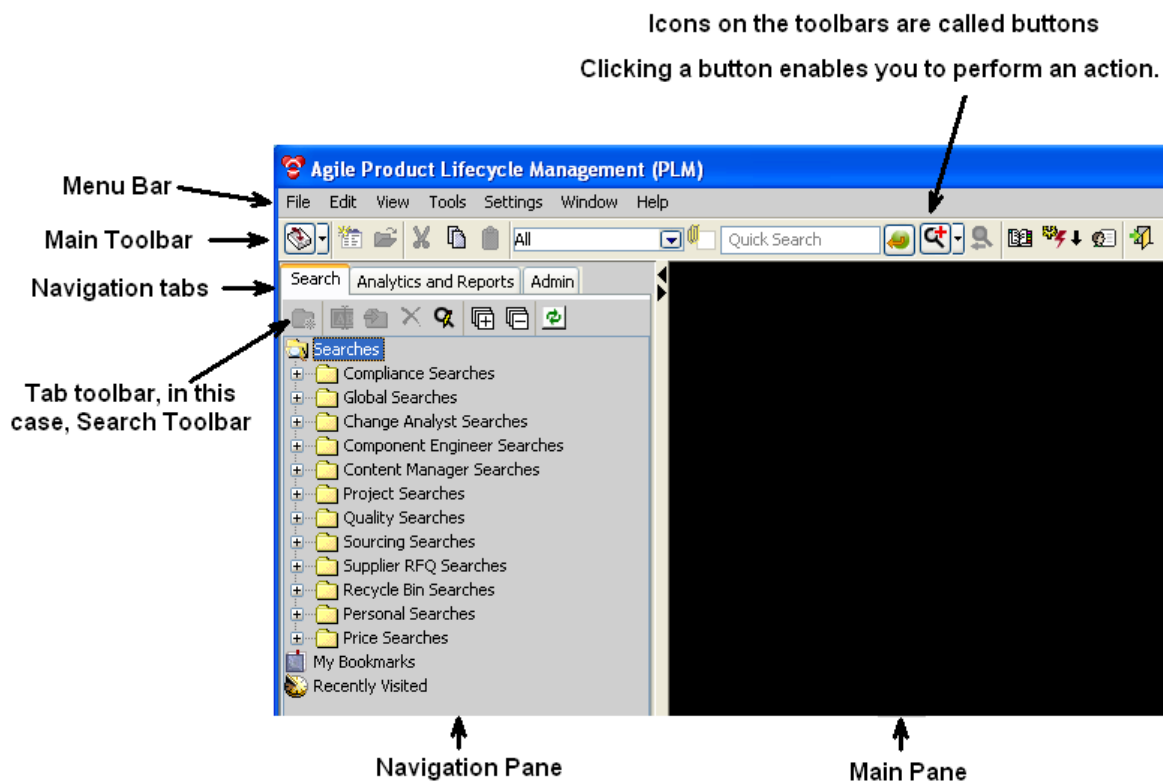 Icons on the toolbars are called buttons
Clicking a button enables you to perform an action.
Agile Product Lifecycle Management (PLM)
Menu Bar
File Edit View Tools Settings Window Help
Main Toolbar
All
Quick Search
Navigation tabs
Search Analytics and Reports Admin
Tab toolbar, in this
case, Search Toolbar
Searches
Compliance Searches
Global Searches
Change Analyst Searches
Component Engineer Searches
Content Manager Searches
Project Searches
Quality Searches
Sourcing Searches
Supplier RFQ Searches
Recycle Bin Searches
Personal Searches
Price Searches
My Bookmarks
Recently Visited
Navigation Pane
Main Pane